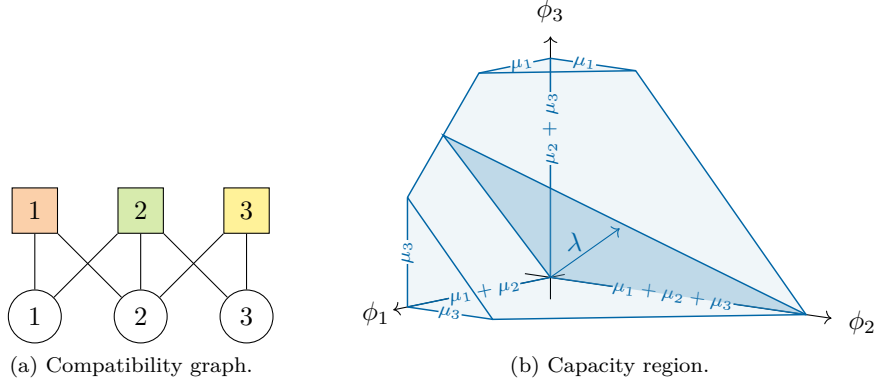 ϕ3
μ1
μ1
μ2 + μ3
1
2
3
λ
μ3
μ1 + μ2
μ1 + μ2 + μ3
ϕ1
μ3
ϕ2
1
2
3
(a) Compatibility graph.
(b) Capacity region.